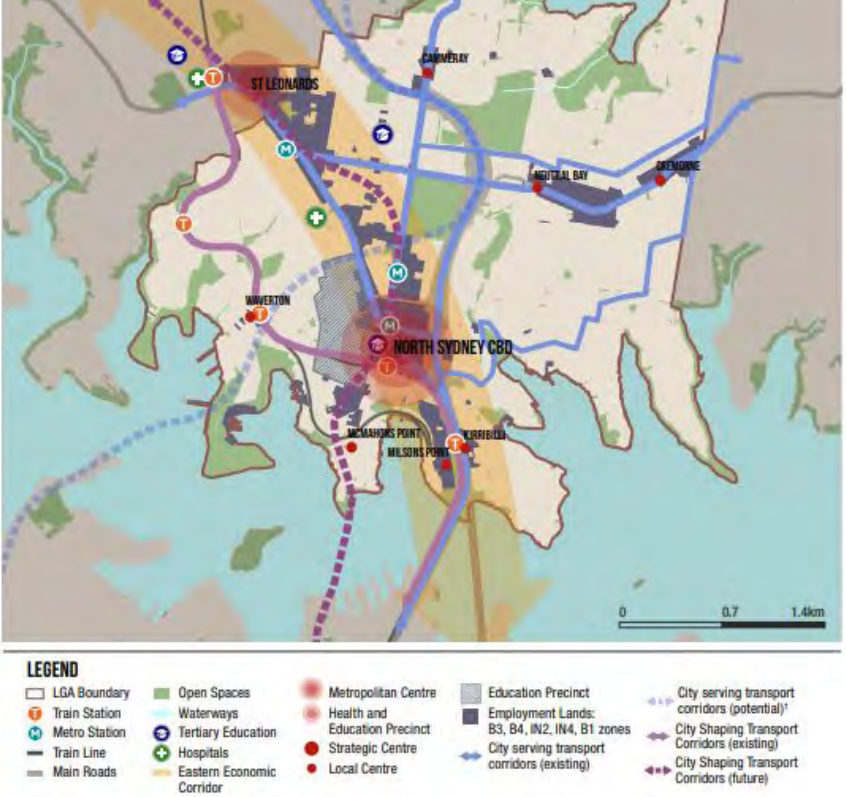 CAMMERAY
ST LEONARDS
T
M
NEUTRAL BAY
CREMORNE
T
M
WAVERTON
T
M
NORTH SYDNEY CBD
T
MCMAHONS POINT
KIRRIBILLI
T
MILSONS POINT
0 0.7 1.4km
LEGEND
LGA Boundary
T Train Station
M Metro Station
Train Line
Main Roads
Open Spaces
Waterways
Tertiary Education
Hospitals
Eastern Economic
Corridor
Metropolitan Centre
Health and
Education Precinct
Strategic Centre
Local Centre
Education Precinct
Employment Lands:
B3, B4, IN2, IN4, B1 zones
City serving transport
corridors (existing)
City serving transport
corridors (potential)†
City Shaping Transport
Corridors (existing)
City Shaping Transport
Corridors (future)